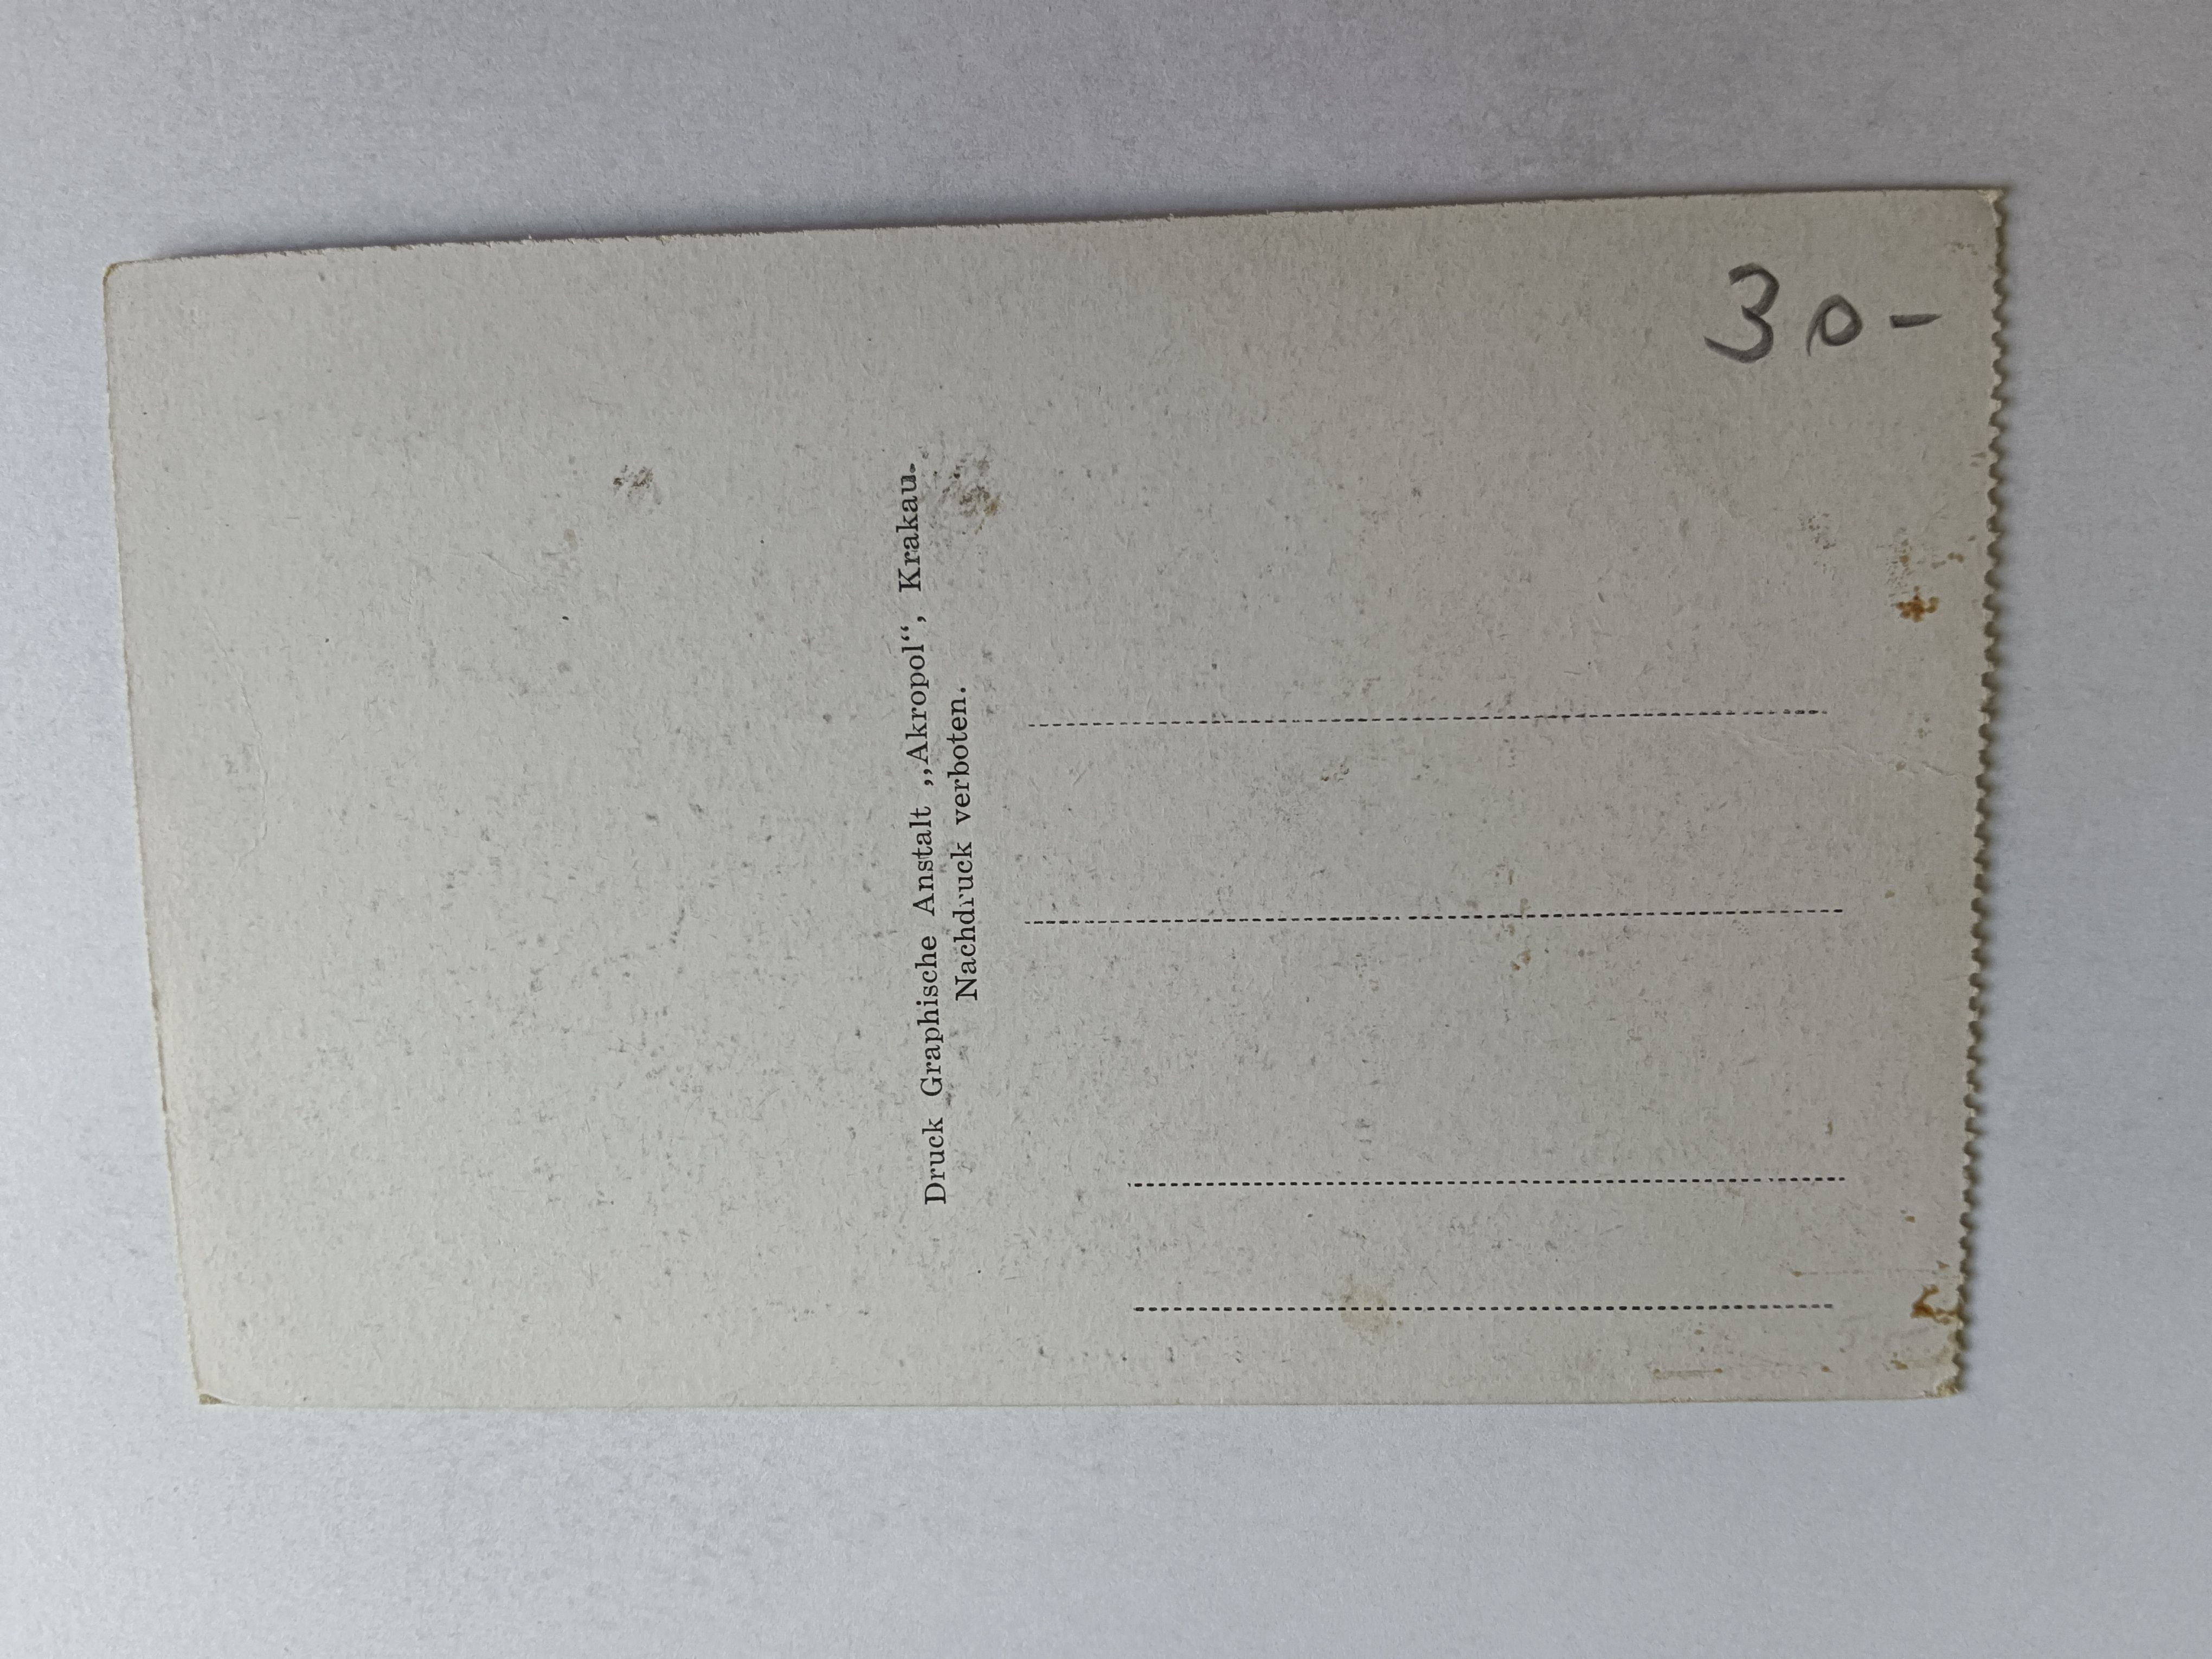 Druck Graphische Anstalt „Akropol“, Krakau.
Nachdruck verboten.
30-